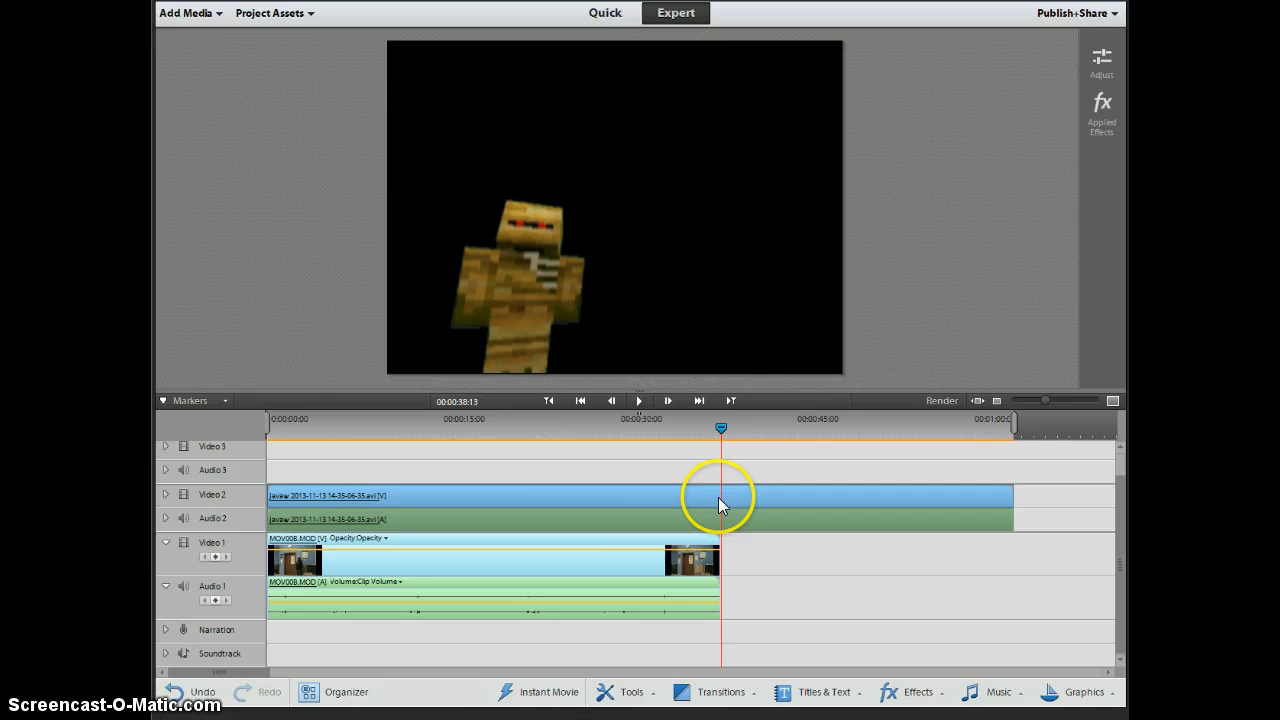 Add Media
Project Assets
Quick
Expert
Publish+Share
Adjust
fx
Applied
Effects
Markers
00:00:38:13
Render
0:00:00:00
00:00:15:00
00:00:30:00
00:00:45:00
00:01:00:
Video 3
Audio 3
Video 2
javaw 2013-11-13 14-35-06-35.avi [V]
Audio 2
javaw 2013-11-13 14-35-06-35.avi [A]
Video 1
MOV00B.MOD [V] Opacity:Opacity
Audio 1
MOV00B.MOD [A] Volume:Clip Volume
Narration
Soundtrack
Undo
Redo
Organizer
Instant Movie
Tools
Transitions
T
Titles & Text
fx
Effects
Music
Graphics
Screencast-O-Matic.com